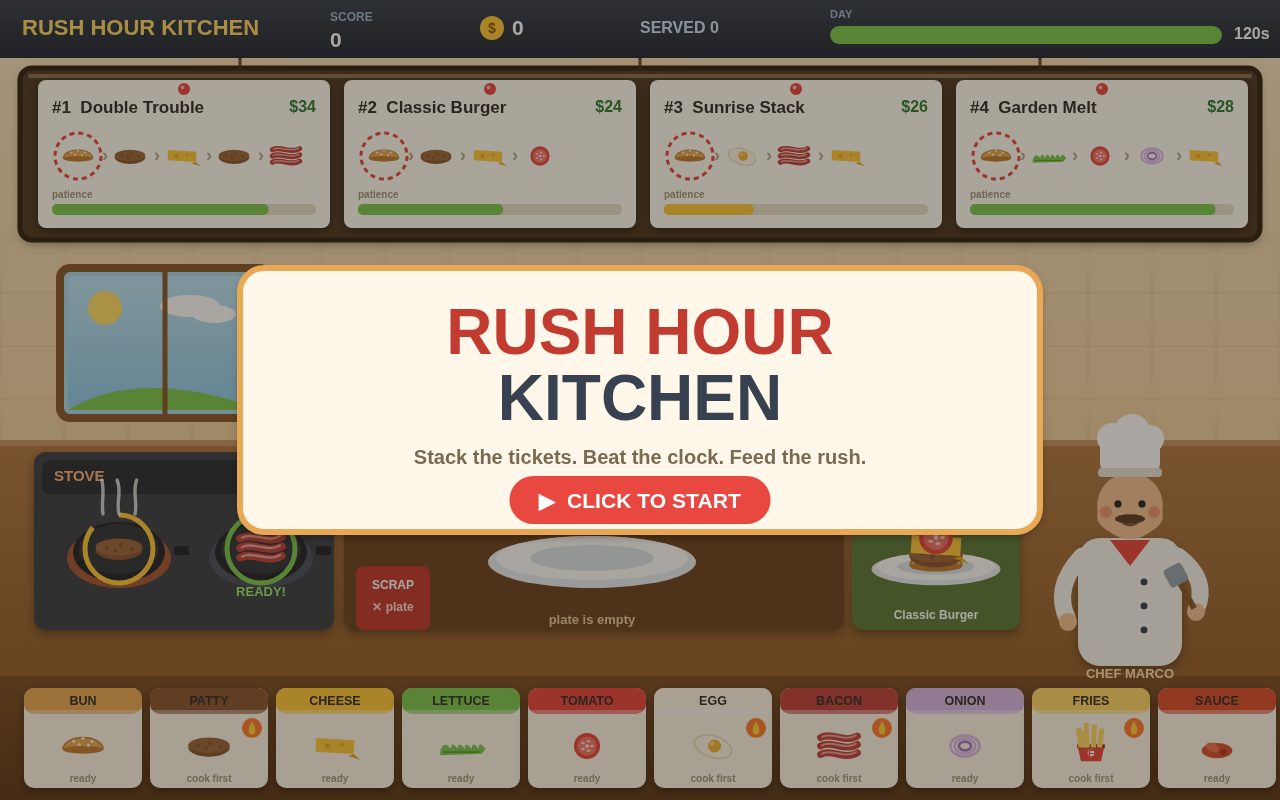 RUSH HOUR KITCHEN
SCORE
0
$ 0
SERVED 0
DAY
120s
#1 Double Trouble $34
patience
#2 Classic Burger $24
patience
#3 Sunrise Stack $26
patience
#4 Garden Melt $28
patience
RUSH HOUR
KITCHEN
Stack the tickets. Beat the clock. Feed the rush.
▶ CLICK TO START
STOVE
READY!
SCRAP
✕ plate
plate is empty
Classic Burger
CHEF MARCO
BUN
ready
PATTY
cook first
CHEESE
ready
LETTUCE
ready
TOMATO
ready
EGG
cook first
BACON
cook first
ONION
ready
FRIES
cook first
SAUCE
ready